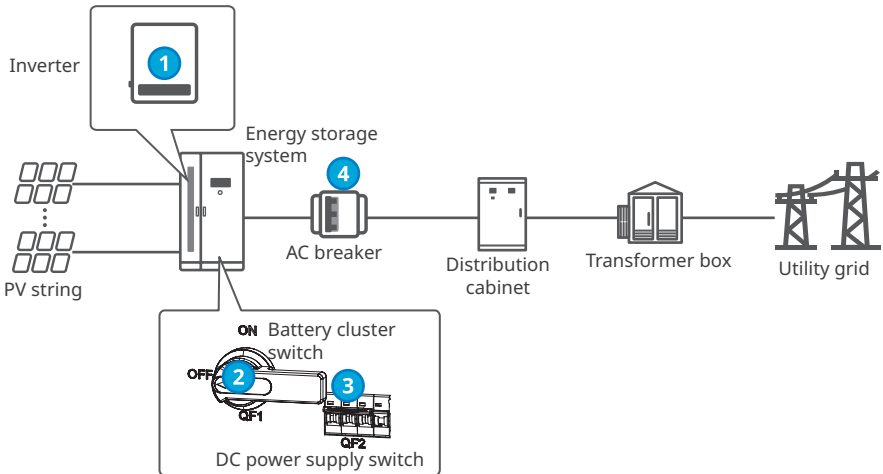 Inverter
1
Energy storage
system
4
AC breaker
Distribution
cabinet
Transformer box
Utility grid
PV string
ON
Battery cluster
switch
OFF
2
3
QF1
QF2
DC power supply switch